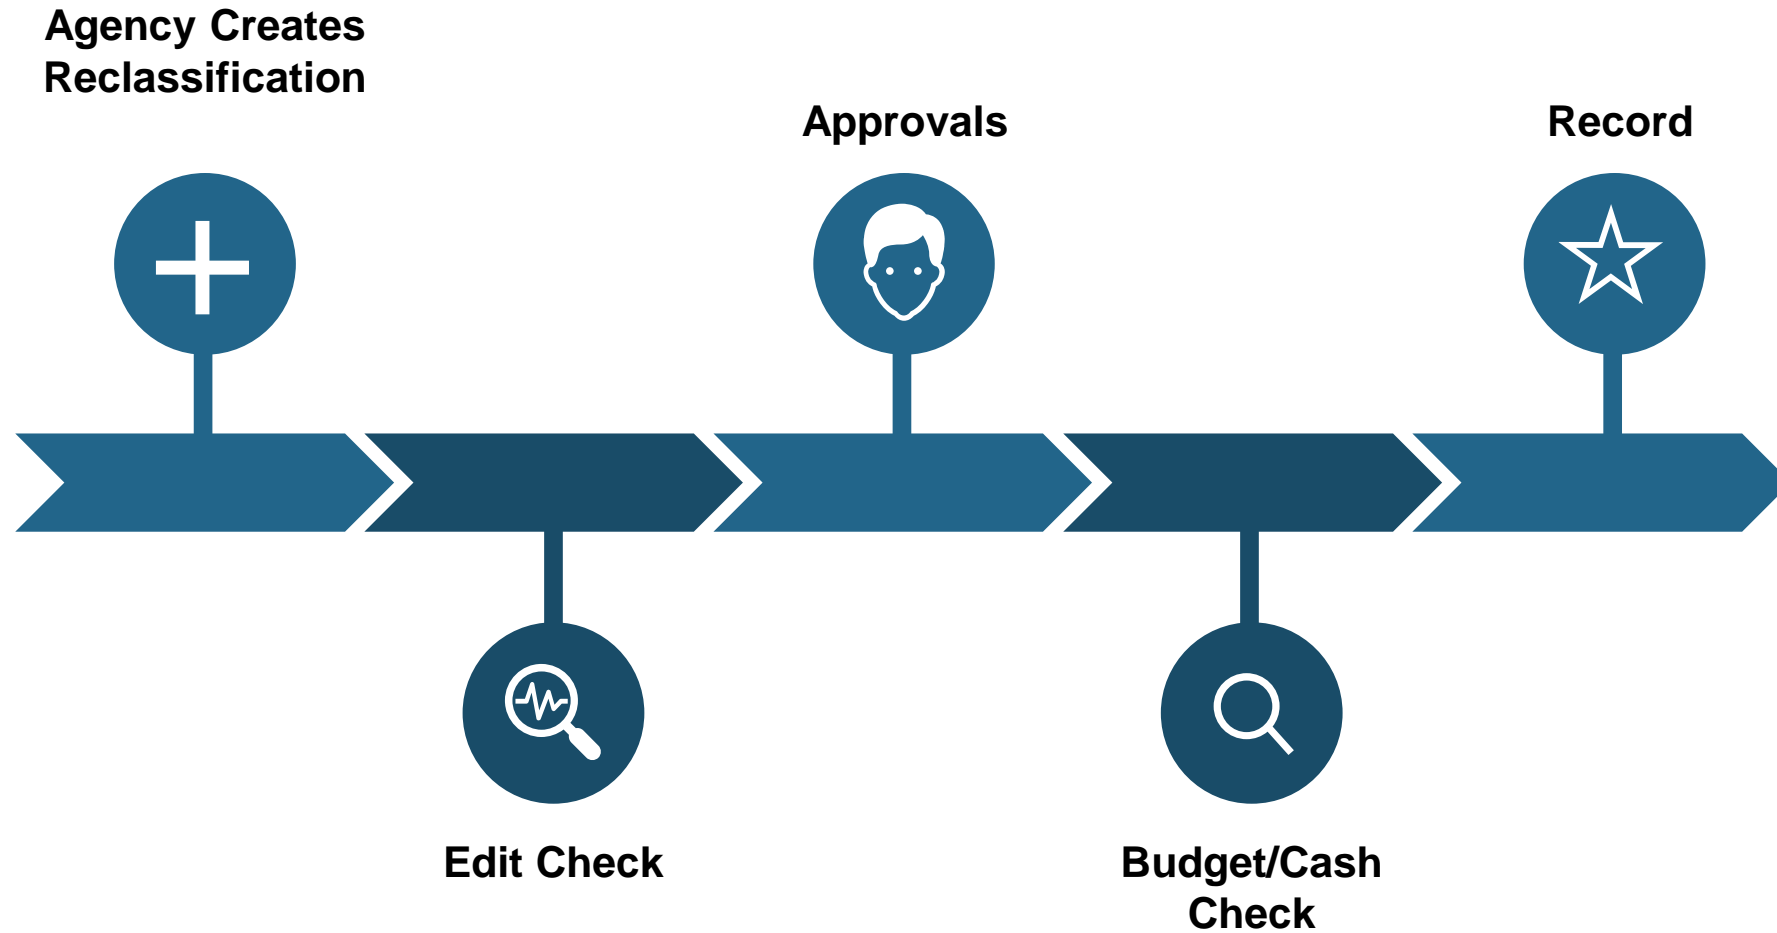 Agency Creates
Reclassification
Edit Check
Approvals
Budget/Cash
Check
Record